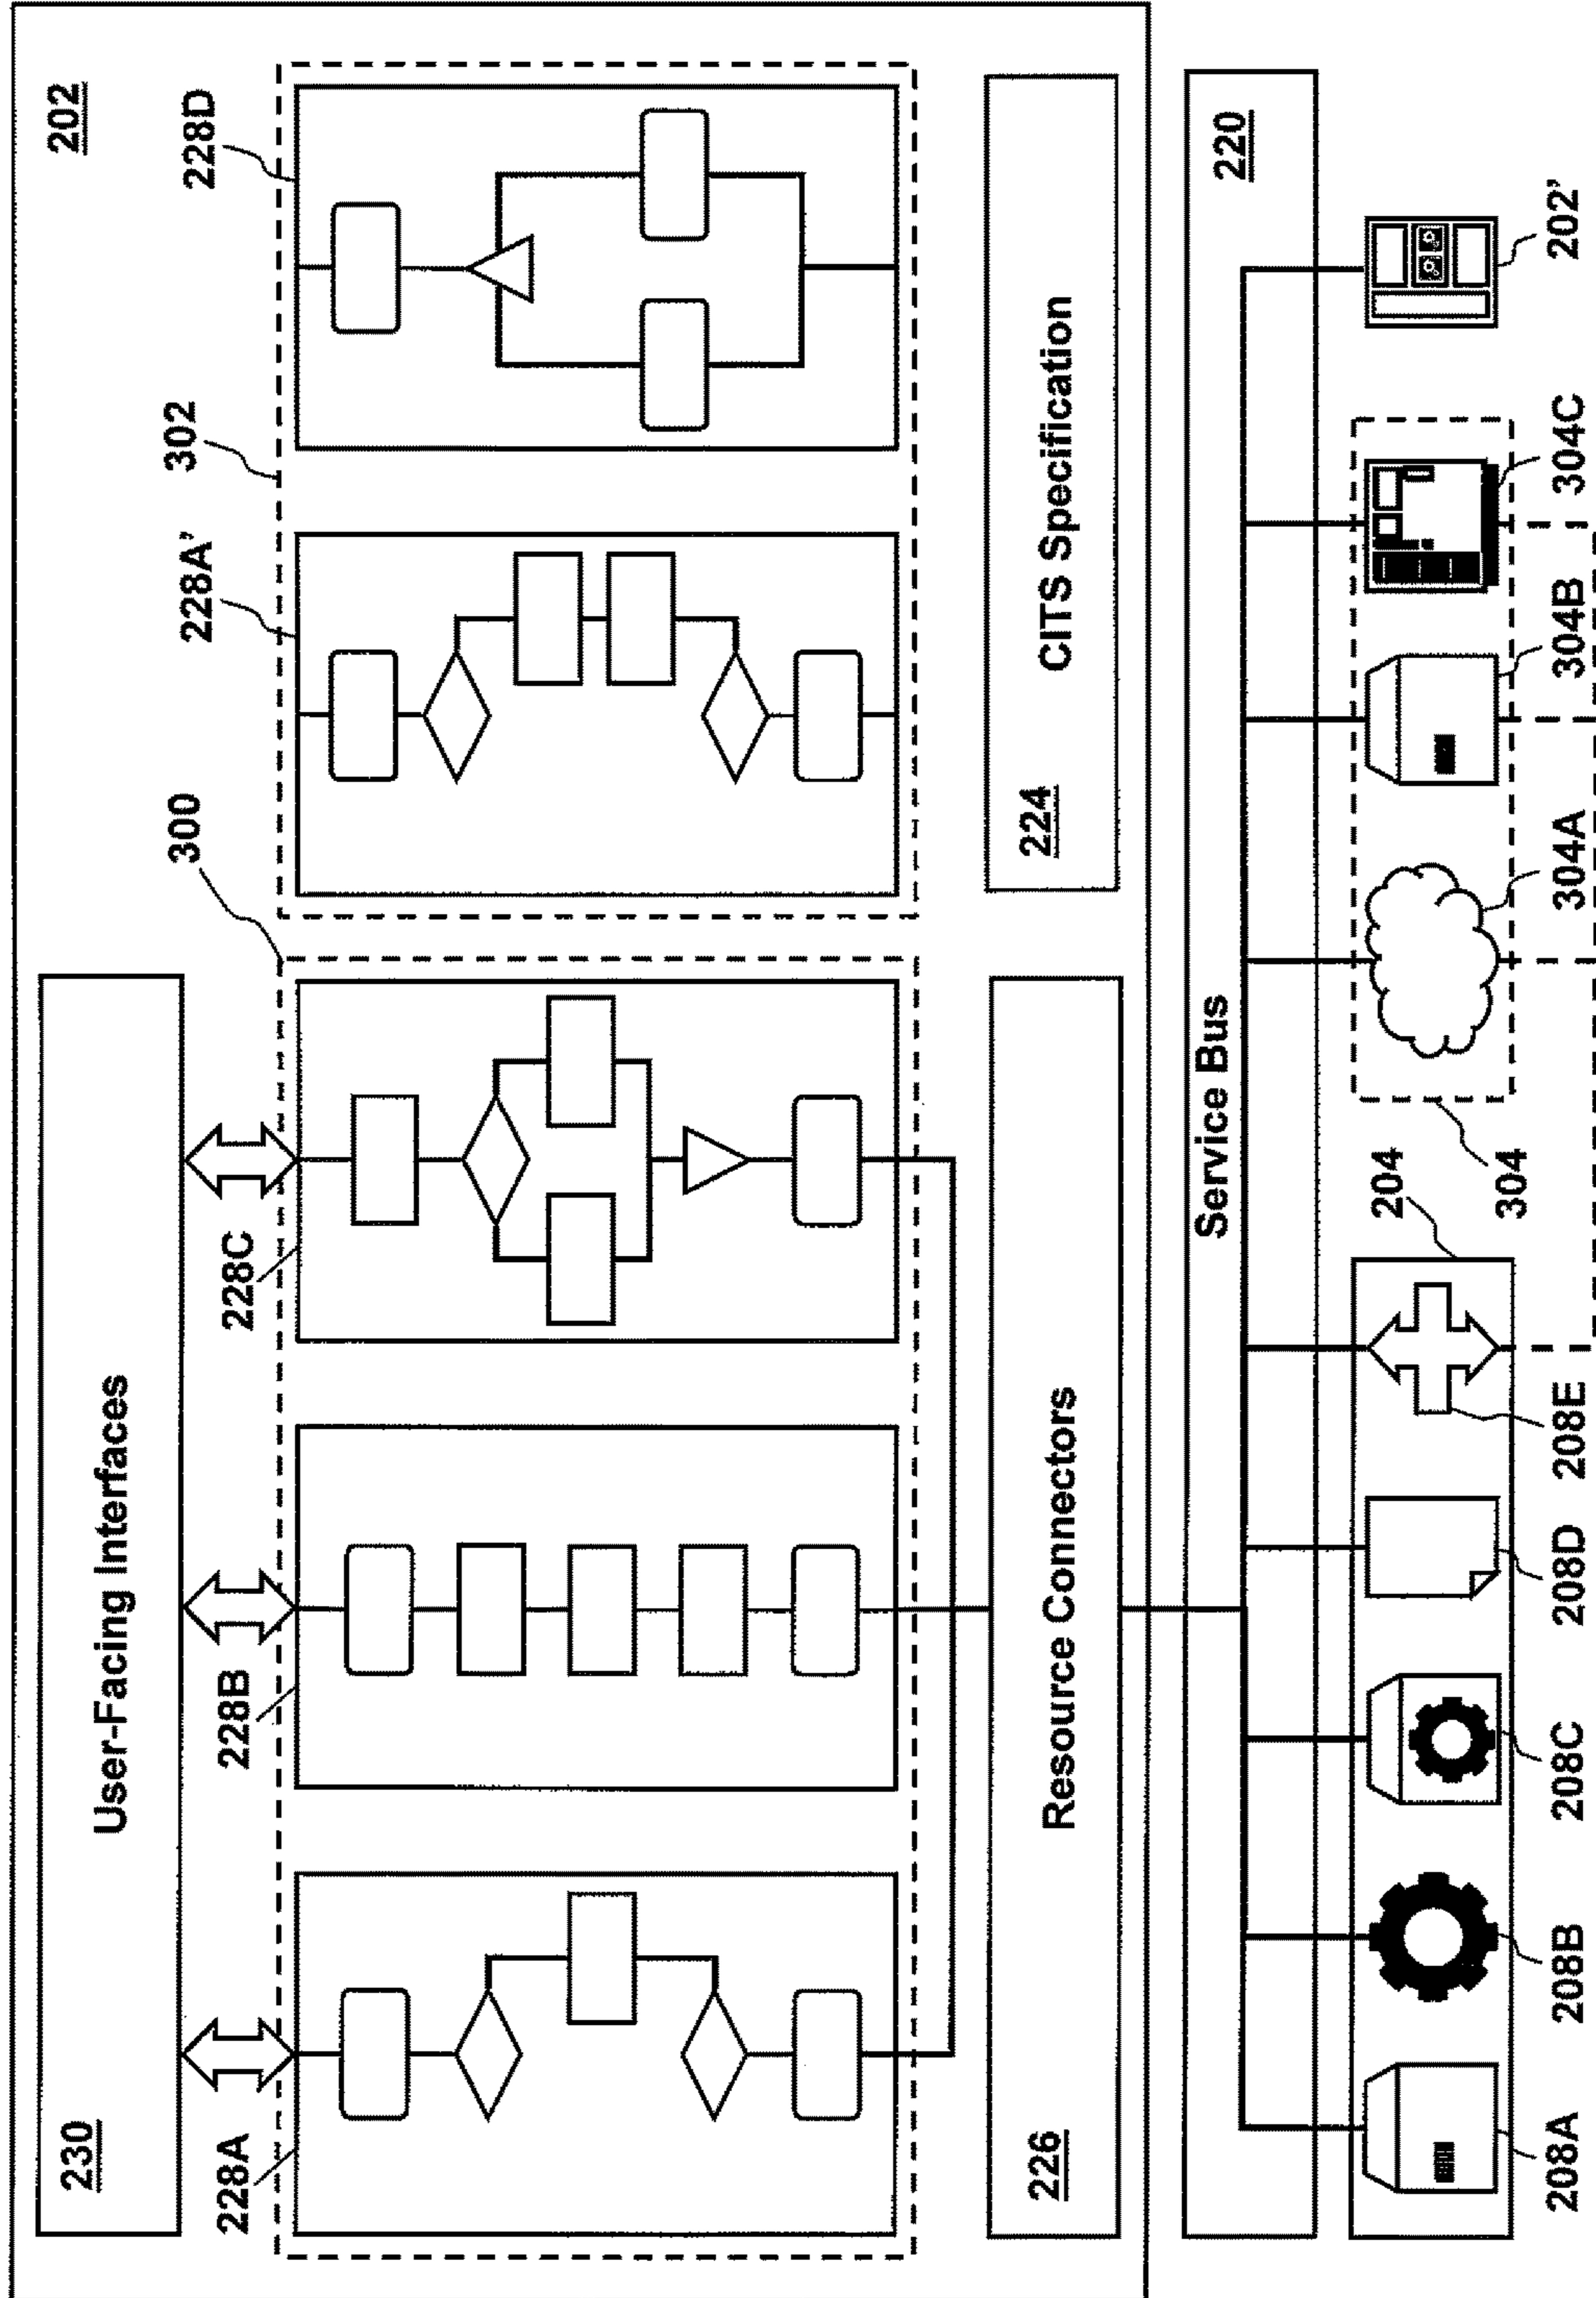 202
230
User-Facing Interfaces
228A
228B
228C
300
228A'
302
228D
226
Resource Connectors
224
CITS Specification
Service Bus
220
204
304
208A
208B
208C
208D
208E
304A
304B
304C
202'